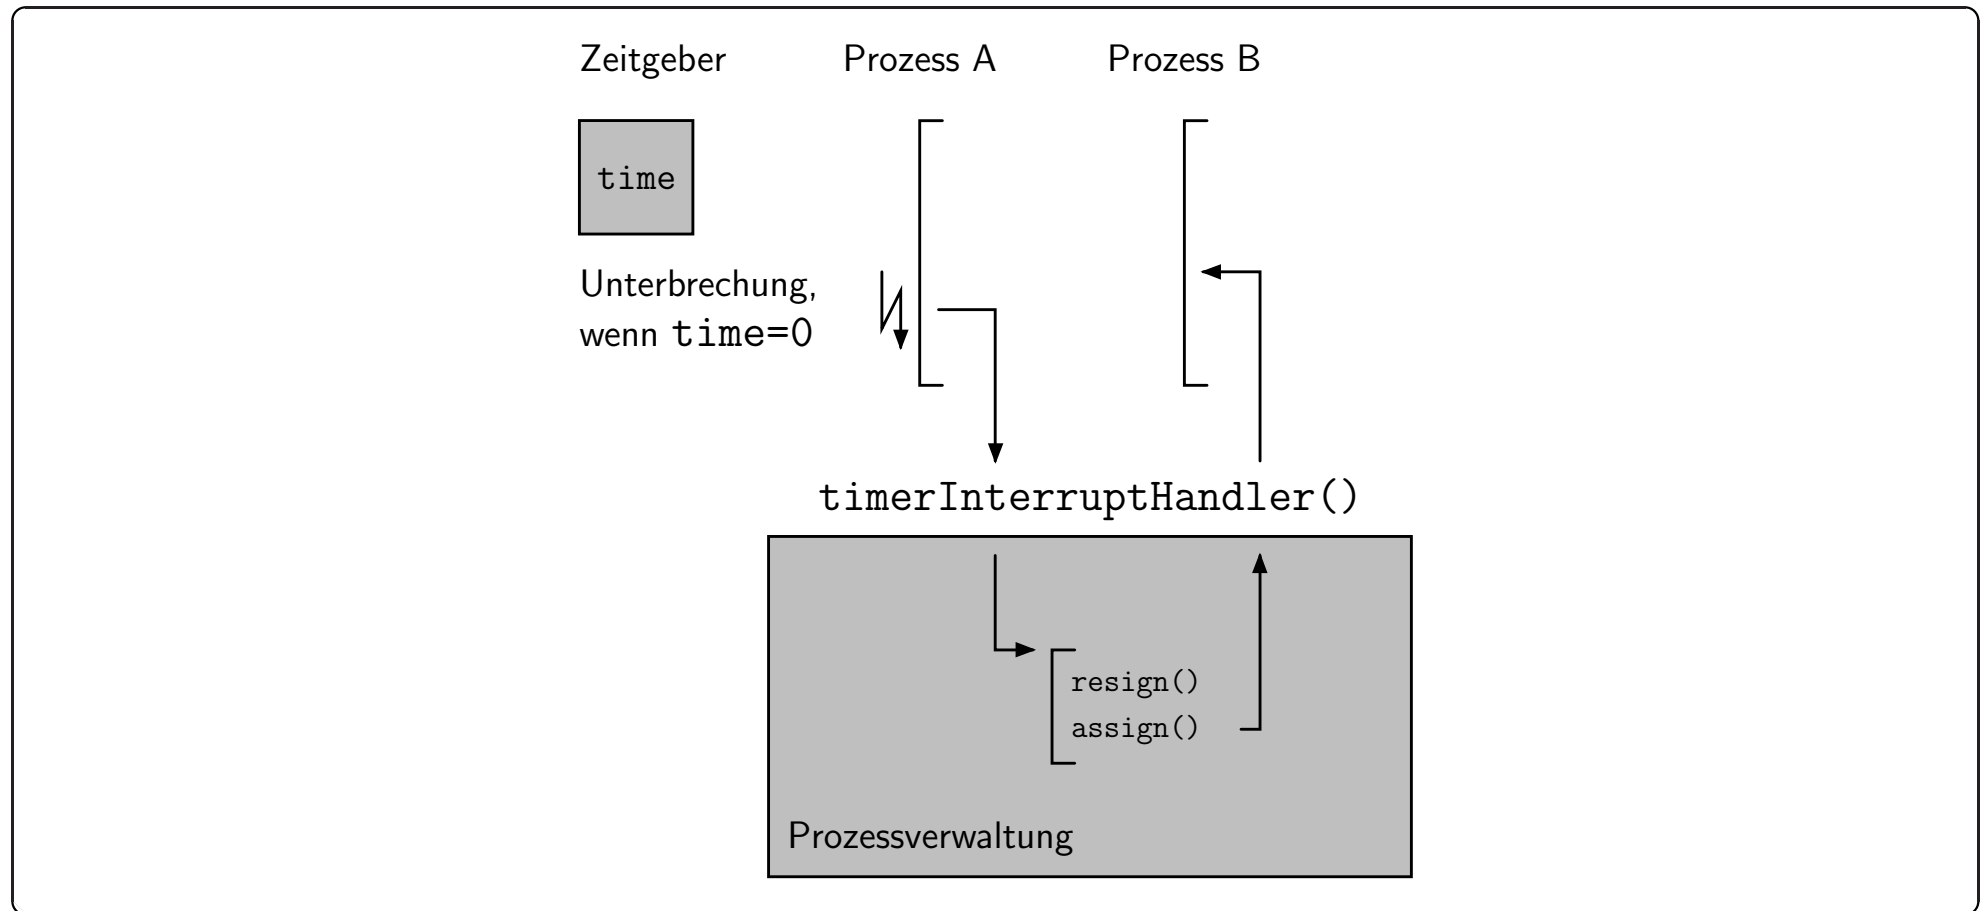 Zeitgeber
Prozess A
Prozess B
time
Unterbrechung,
wenn time=0
timerInterruptHandler()
resign()
assign()
Prozessverwaltung